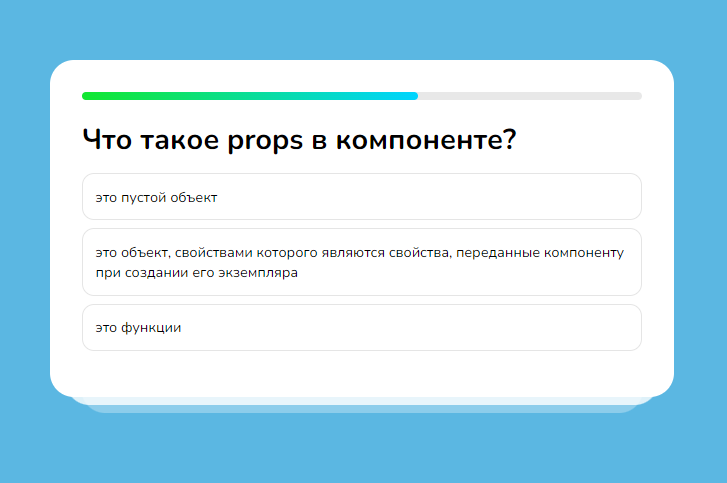 Что такое props в компоненте?
это пустой объект
это объект, свойствами которого являются свойства, переданные компоненту
при создании его экземпляра
это функции